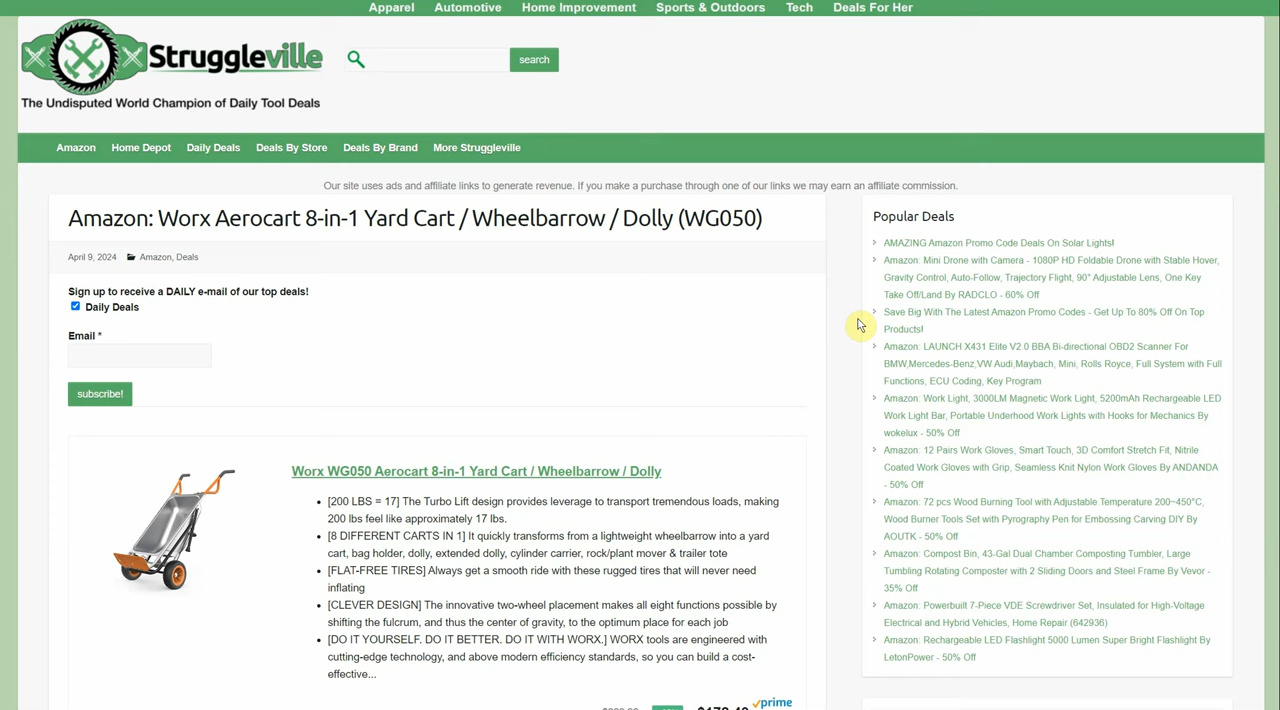 Apparel Automotive Home Improvement Sports & Outdoors Tech Deals For Her
Struggleville
search
The Undisputed World Champion of Daily Tool Deals
Amazon Home Depot Daily Deals Deals By Store Deals By Brand More Struggleville
Our site uses ads and affiliate links to generate revenue. If you make a purchase through one of our links we may earn an affiliate commission.
Amazon: Worx Aerocart 8-in-1 Yard Cart / Wheelbarrow / Dolly (WG050)
April 9, 2024 Amazon, Deals
Sign up to receive a DAILY e-mail of our top deals!
Daily Deals
Email *
subscribe!
Worx WG050 Aerocart 8-in-1 Yard Cart / Wheelbarrow / Dolly
[200 LBS = 17] The Turbo Lift design provides leverage to transport tremendous loads, making
200 lbs feel like approximately 17 lbs.
[8 DIFFERENT CARTS IN 1] It quickly transforms from a lightweight wheelbarrow into a yard
cart, bag holder, dolly, extended dolly, cylinder carrier, rock/plant mover & trailer tote
[FLAT-FREE TIRES] Always get a smooth ride with these rugged tires that will never need
inflating
[CLEVER DESIGN] The innovative two-wheel placement makes all eight functions possible by
shifting the fulcrum, and thus the center of gravity, to the optimum place for each job
[DO IT YOURSELF. DO IT BETTER. DO IT WITH WORX.] WORX tools are engineered with
cutting-edge technology, and above modern efficiency standards, so you can build a cost-
effective...
prime
Popular Deals
AMAZING Amazon Promo Code Deals On Solar Lights!
Amazon: Mini Drone with Camera - 1080P HD Foldable Drone with Stable Hover,
Gravity Control, Auto-Follow, Trajectory Flight, 90° Adjustable Lens, One Key
Take Off/Land By RADCLO - 60% Off
Save Big With The Latest Amazon Promo Codes - Get Up To 80% Off On Top
Products!
Amazon: LAUNCH X431 Elite V2.0 BBA Bi-directional OBD2 Scanner For
BMW,Mercedes-Benz,VW Audi,Maybach, Mini, Rolls Royce, Full System with Full
Functions, ECU Coding, Key Program
Amazon: Work Light, 3000LM Magnetic Work Light, 5200mAh Rechargeable LED
Work Light Bar, Portable Underhood Work Lights with Hooks for Mechanics By
wokelux - 50% Off
Amazon: 12 Pairs Work Gloves, Smart Touch, 3D Comfort Stretch Fit, Nitrile
Coated Work Gloves with Grip, Seamless Knit Nylon Work Gloves By ANDANDA
- 50% Off
Amazon: 72 pcs Wood Burning Tool with Adjustable Temperature 200~450°C,
Wood Burner Tools Set with Pyrography Pen for Embossing Carving DIY By
AOUTK - 50% Off
Amazon: Compost Bin, 43-Gal Dual Chamber Composting Tumbler, Large
Tumbling Rotating Composter with 2 Sliding Doors and Steel Frame By Vevor -
35% Off
Amazon: Powerbuilt 7-Piece VDE Screwdriver Set, Insulated for High-Voltage
Electrical and Hybrid Vehicles, Home Repair (642936)
Amazon: Rechargeable LED Flashlight 5000 Lumen Super Bright Flashlight By
LetonPower - 50% Off